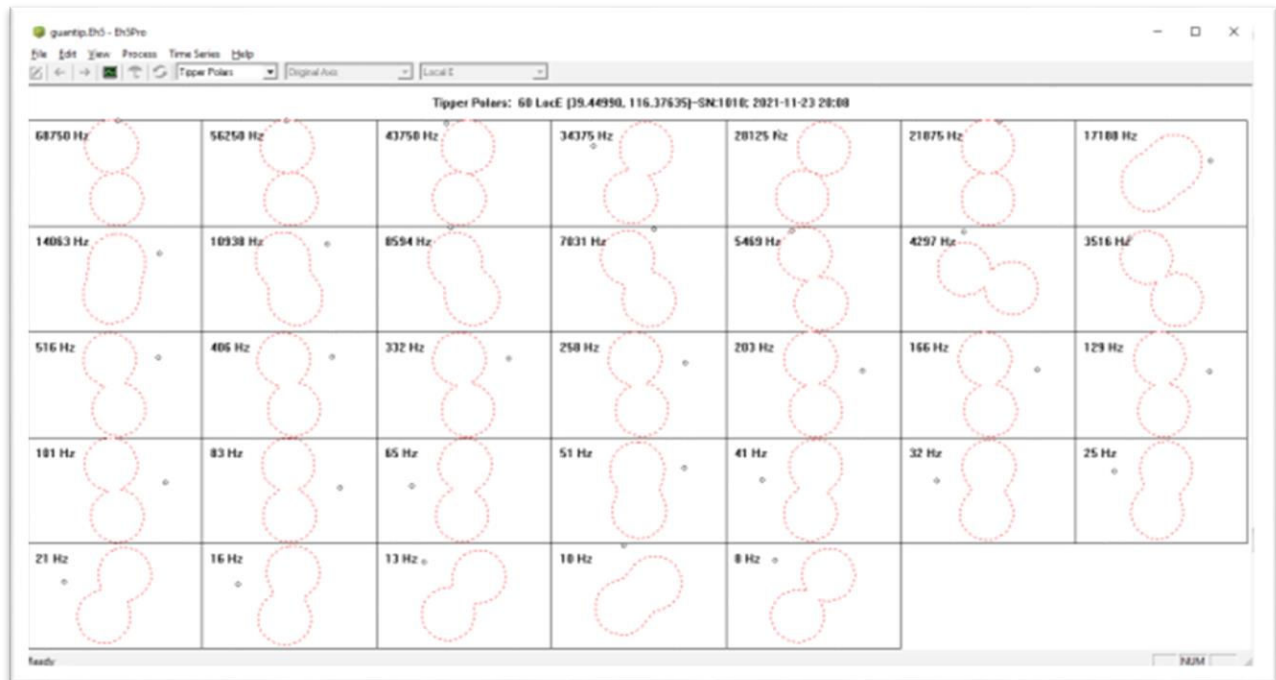 guantip.Eh5 - Eh5Pro
File Edit View Process Time Series Help
Tipper Polars Original Axis Local E
Tipper Polars: 60 LocE (39.44990, 116.37635)-SN:1010; 2021-11-23 20:08
68750 Hz 56250 Hz 43750 Hz 34375 Hz 28125 Hz 21875 Hz 17188 Hz
14063 Hz 10938 Hz 8594 Hz 7031 Hz 5469 Hz 4297 Hz 3516 Hz
516 Hz 406 Hz 332 Hz 258 Hz 203 Hz 166 Hz 129 Hz
101 Hz 83 Hz 65 Hz 51 Hz 41 Hz 32 Hz 25 Hz
21 Hz 16 Hz 13 Hz 10 Hz 8 Hz
Ready NUM